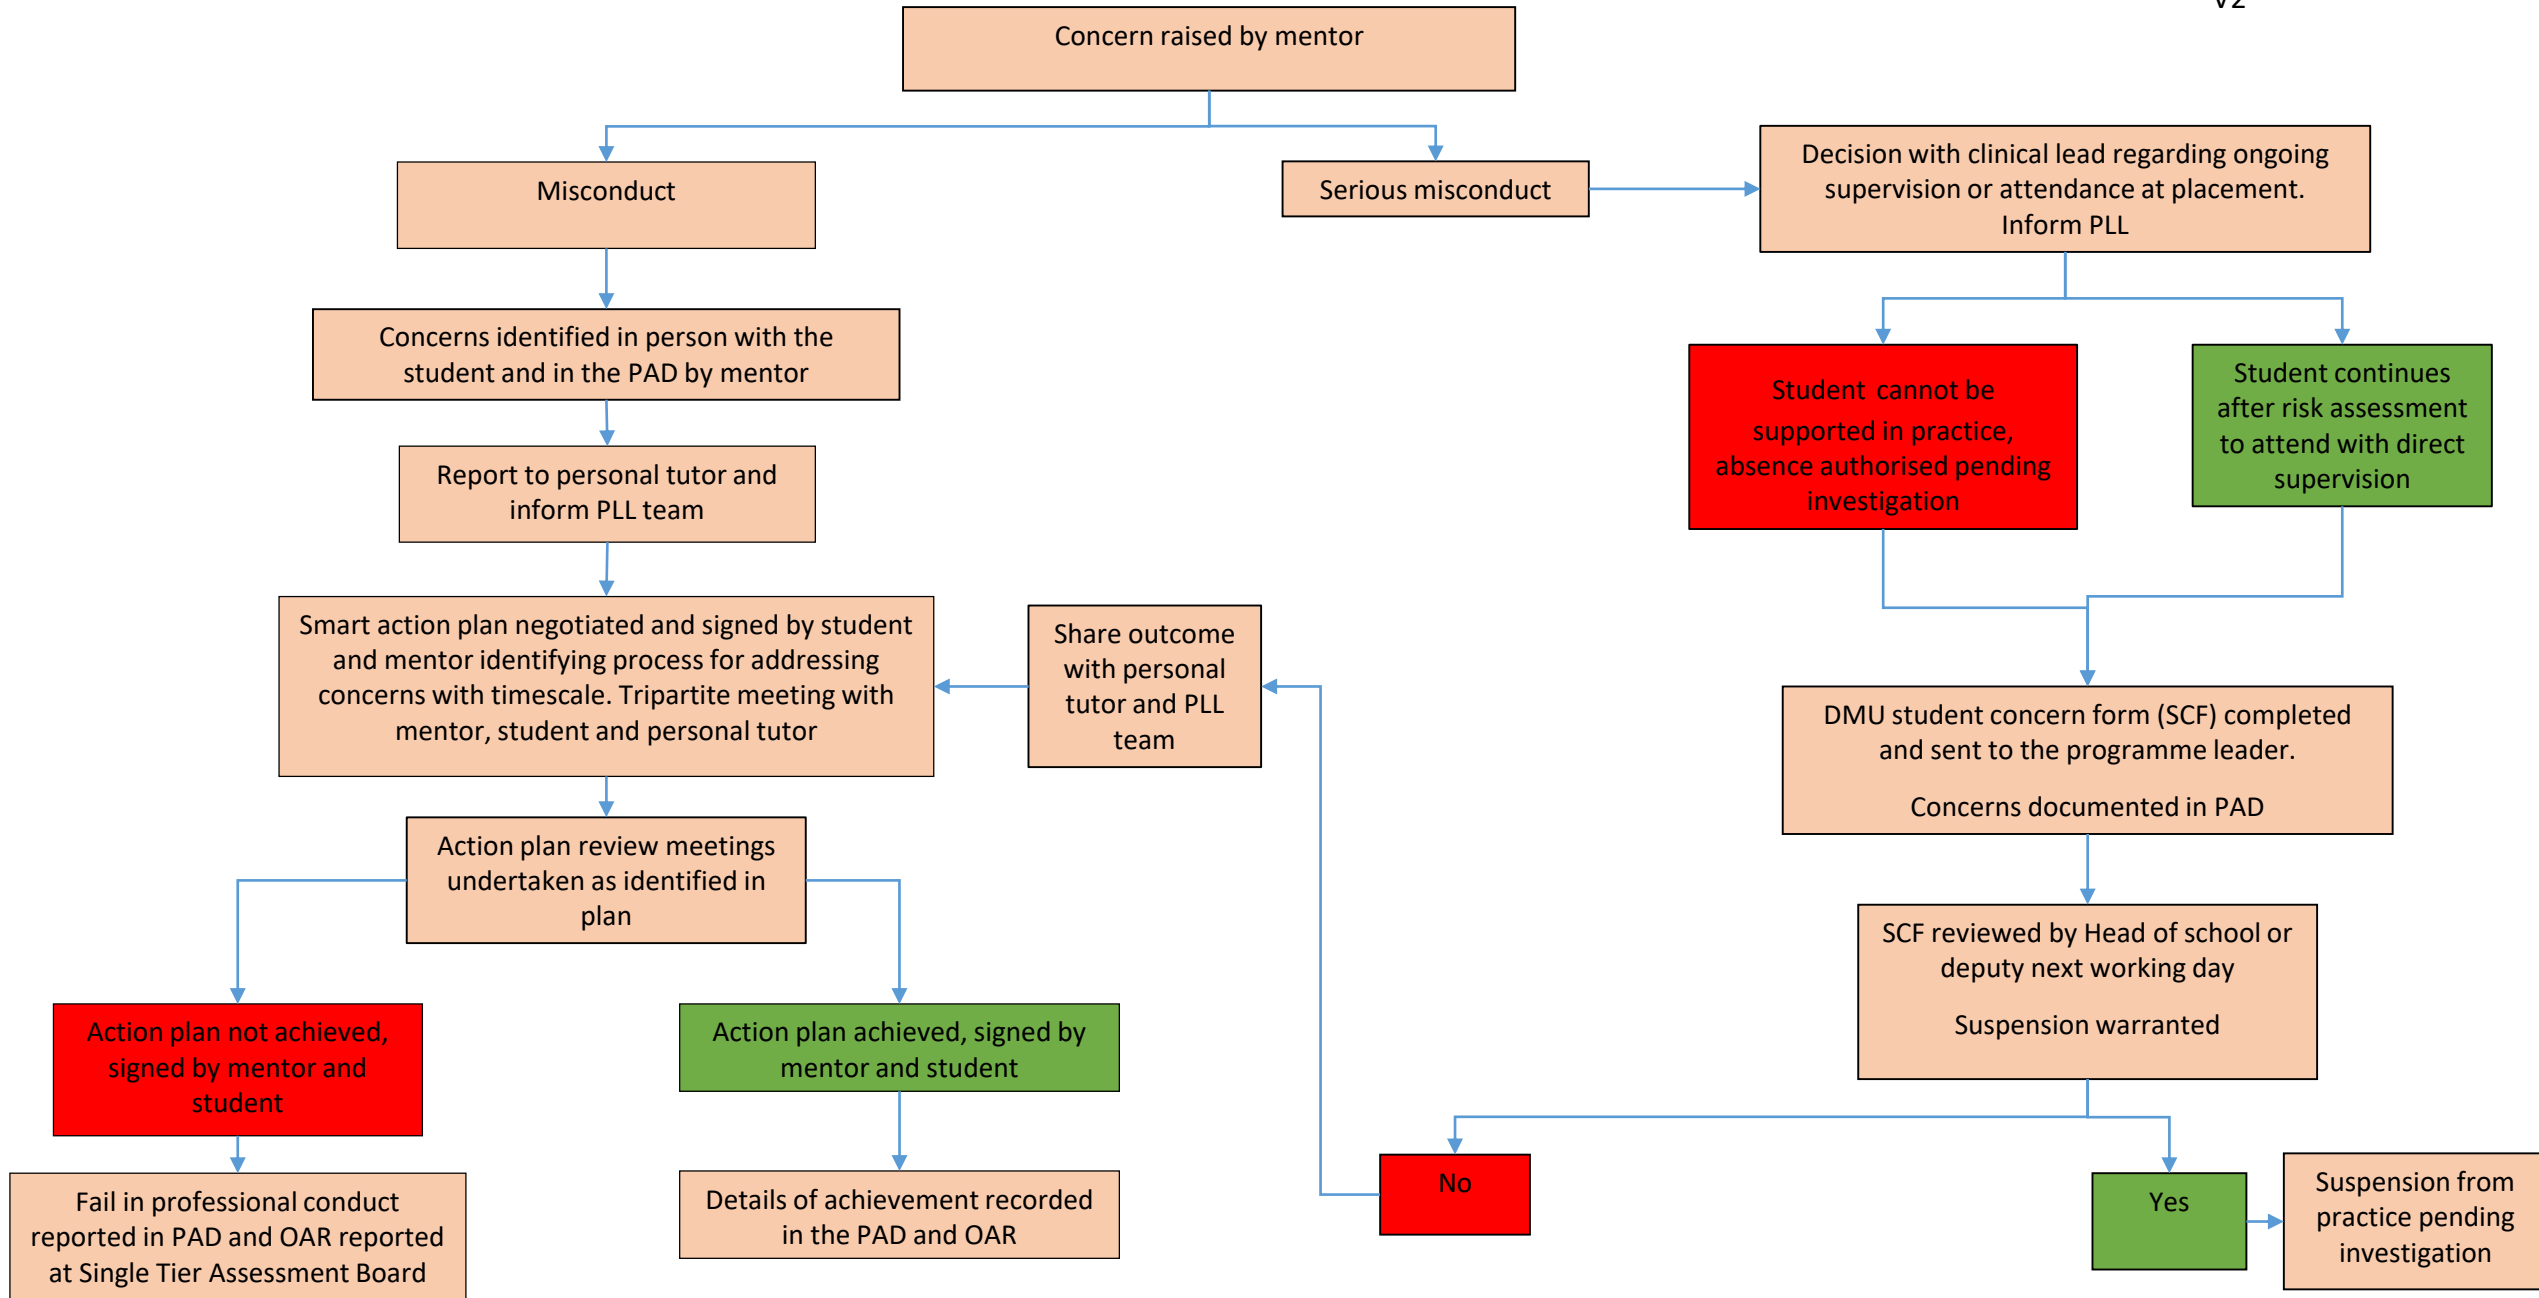 V2
Concern raised by mentor
Misconduct
Serious misconduct
Decision with clinical lead regarding ongoing
supervision or attendance at placement.
Inform PLL
Concerns identified in person with the
student and in the PAD by mentor
Student cannot be
supported in practice,
absence authorised pending
investigation
Student continues
after risk assessment
to attend with direct
supervision
Report to personal tutor and
inform PLL team
Smart action plan negotiated and signed by student
and mentor identifying process for addressing
concerns with timescale. Tripartite meeting with
mentor, student and personal tutor
Share outcome
with personal
tutor and PLL
team
DMU student concern form (SCF) completed
and sent to the programme leader.
Concerns documented in PAD
Action plan review meetings
undertaken as identified in
plan
SCF reviewed by Head of school or
deputy next working day
Suspension warranted
Action plan not achieved,
signed by mentor and
student
Action plan achieved, signed by
mentor and student
Fail in professional conduct
reported in PAD and OAR reported
at Single Tier Assessment Board
Details of achievement recorded
in the PAD and OAR
No
Yes
Suspension from
practice pending
investigation